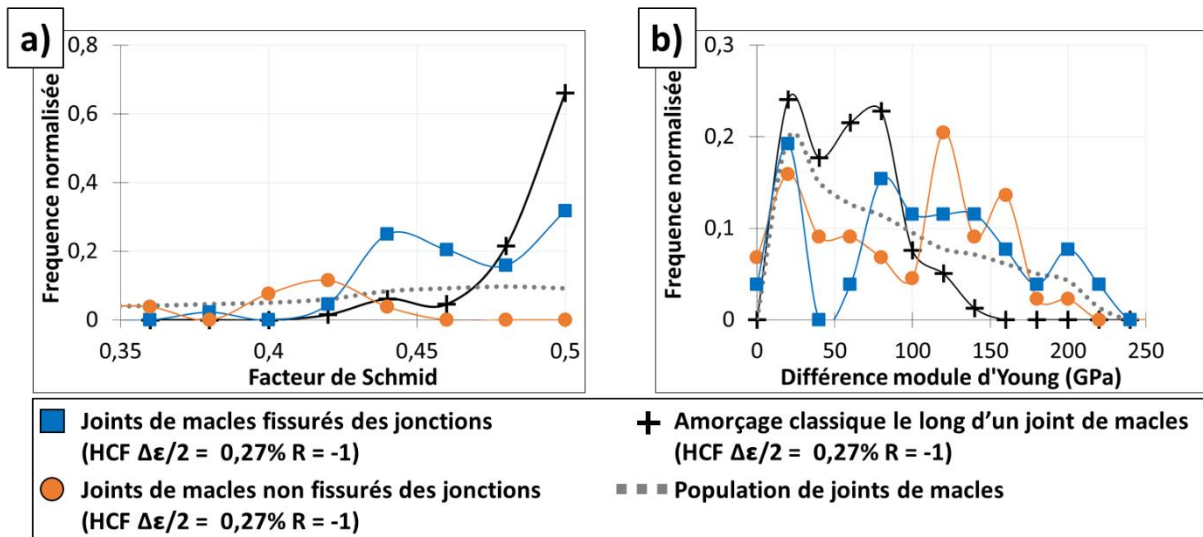 a)
Frequence normalisée
0,8
0,6
0,4
0,2
0
0,35
0,4
0,45
0,5
Facteur de Schmid
b)
Frequence normalisée
0,3
0,2
0,1
0
0
50
100
150
200
250
Différence module d'Young (GPa)
Joints de macles fissurés des jonctions
(HCF Δε/2 = 0,27% R = -1)
Joints de macles non fissurés des jonctions
(HCF Δε/2 = 0,27% R = -1)
Amorçage classique le long d’un joint de macles
(HCF Δε/2 = 0,27% R = -1)
Population de joints de macles